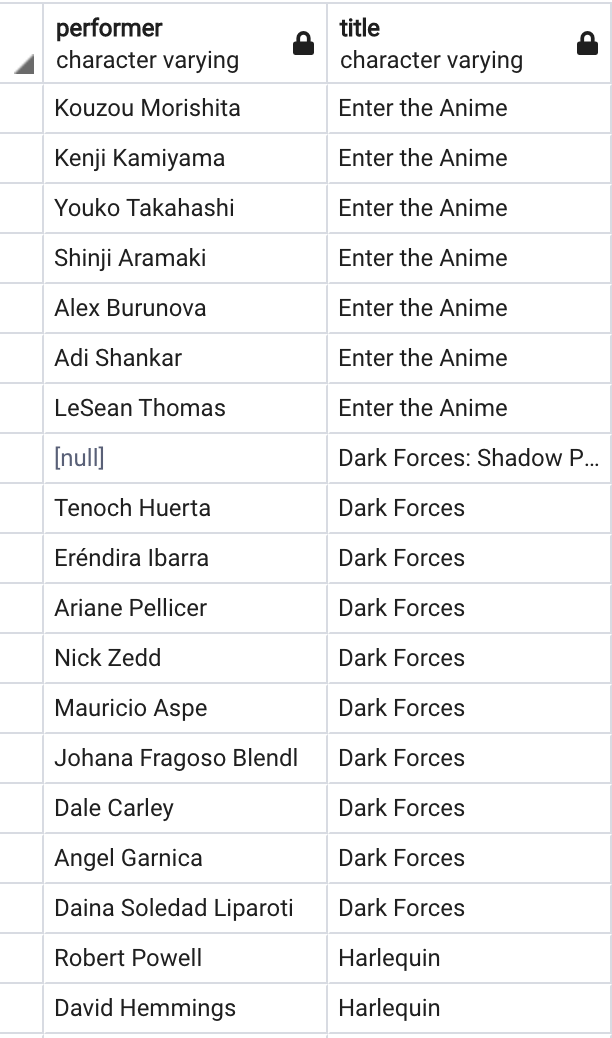 performer title
character varying character varying
Kouzou Morishita Enter the Anime
Kenji Kamiyama Enter the Anime
Youko Takahashi Enter the Anime
Shinji Aramaki Enter the Anime
Alex Burunova Enter the Anime
Adi Shankar Enter the Anime
LeSean Thomas Enter the Anime
[null] Dark Forces: Shadow P...
Tenoch Huerta Dark Forces
Eréndira Ibarra Dark Forces
Ariane Pellicer Dark Forces
Nick Zedd Dark Forces
Mauricio Aspe Dark Forces
Johana Fragoso Blendl Dark Forces
Dale Carley Dark Forces
Angel Garnica Dark Forces
Daina Soledad Liparoti Dark Forces
Robert Powell Harlequin
David Hemmings Harlequin